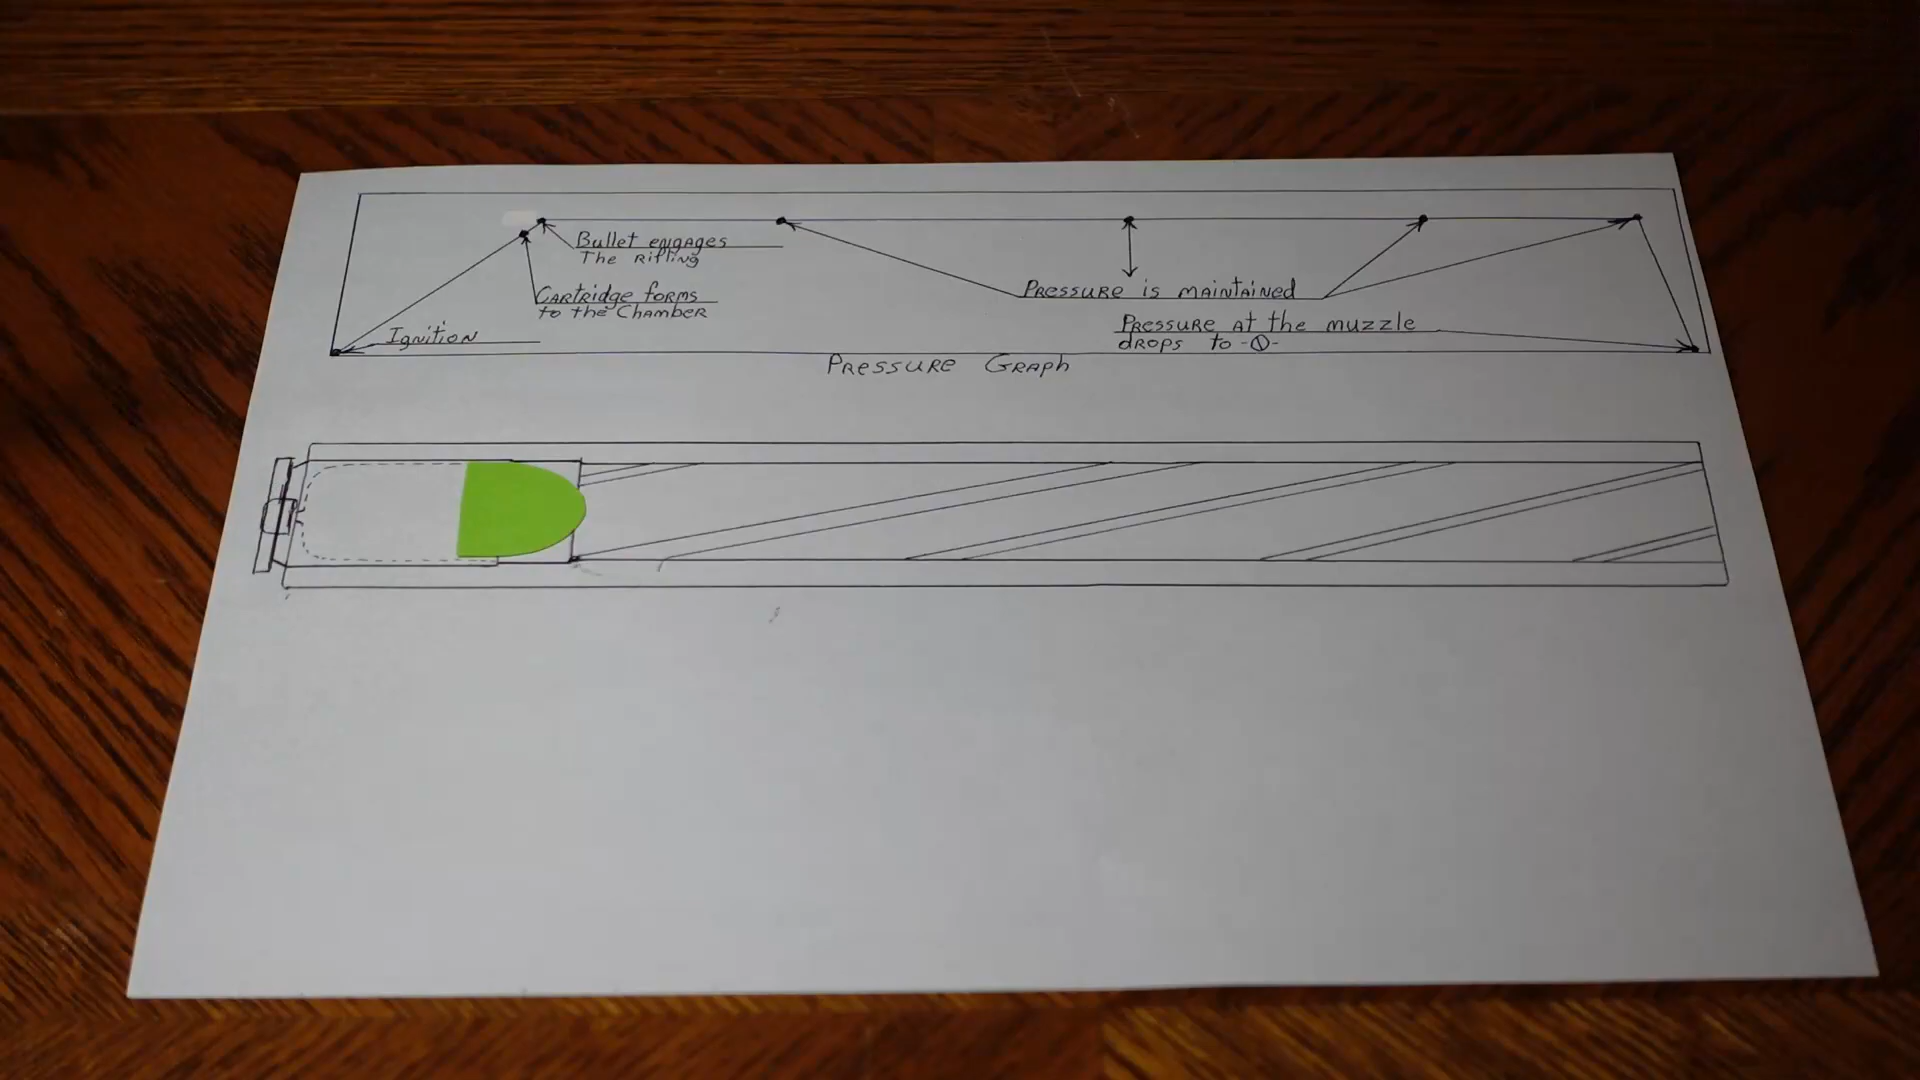 Bullet engages
The Rifling
Cartridge forms
to the Chamber
Ignition
Pressure is maintained
Pressure at the muzzle
drops to -0-
Pressure Graph